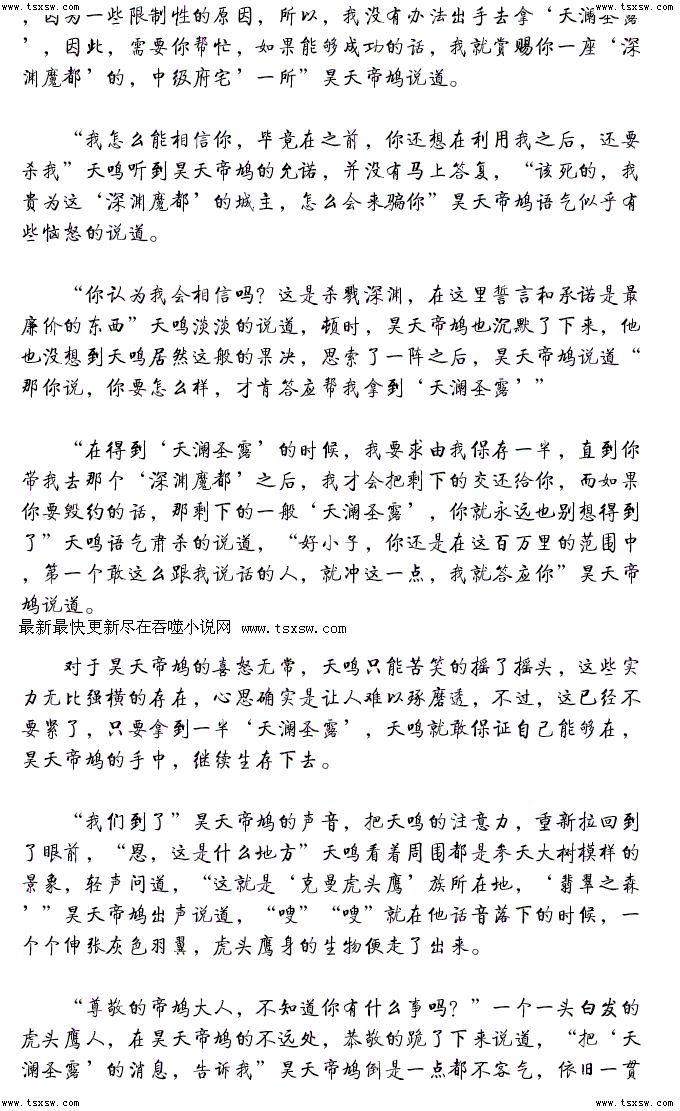 www.tsxsw.com www.tsxsw.com www.tsxsw.com www.tsxsw.com
，因为一些限制性的原因，所以，我没有办法出手去拿‘天澜圣露
’，因此，需要你帮忙，如果能够成功的话，我就赏赐你一座‘深
渊魔都’的，中级府宅’一所”昊天帝鸠说道。
“我怎么能相信你，毕竟在之前，你还想在利用我之后，还要
杀我”天鸣听到昊天帝鸠的允诺，并没有马上答复，“该死的，我
贵为这‘深渊魔都’的城主，怎么会来骗你”昊天帝鸠语气似乎有
些恼怒的说道。
“你认为我会相信吗？这是杀戮深渊，在这里誓言和承诺是最
廉价的东西”天鸣淡淡的说道，顿时，昊天帝鸠也沉默了下来，他
也没想到天鸣居然这般的果决，思索了一阵之后，昊天帝鸠说道“
那你说，你要怎么样，才肯答应帮我拿到‘天澜圣露’”
“在得到‘天澜圣露’的时候，我要求由我保存一半，直到你
带我去那个‘深渊魔都’之后，我才会把剩下的交还给你，而如果
你要毁约的话，那剩下的一般‘天澜圣露’，你就永远也别想得到
了”天鸣语气肃杀的说道，“好小子，你还是在这百万里的范围中
，第一个敢这么跟我说话的人，就冲这一点，我就答应你”昊天帝
鸠说道。
最新最快更新尽在吞噬小说网 www.tsxsw.com
对于昊天帝鸠的喜怒无常，天鸣只能苦笑的摇了摇头，这些实
力无比强横的存在，心思确实是让人难以琢磨透，不过，这已经不
要紧了，只要拿到一半‘天澜圣露’，天鸣就敢保证自己能够在，
昊天帝鸠的手中，继续生存下去。
“我们到了”昊天帝鸠的声音，把天鸣的注意力，重新拉回到
了眼前，“恩，这是什么地方”天鸣看着周围都是参天大树模样的
景象，轻声问道，“这就是‘克曼虎头鹰’族所在地，‘翡翠之森
’”昊天帝鸠出声说道，“嗖”“嗖”就在他话音落下的时候，一
个个伸张灰色羽翼，虎头鹰身的生物便走了出来。
“尊敬的帝鸠大人，不知道你有什么事吗？”一个一头白发的
虎头鹰人，在昊天帝鸠的不远处，恭敬的跪了下来说道，“把‘天
澜圣露’的消息，告诉我”昊天帝鸠倒是一点都不客气，依旧一贯
www.tsxsw.com www.tsxsw.com www.tsxsw.com www.tsxsw.com